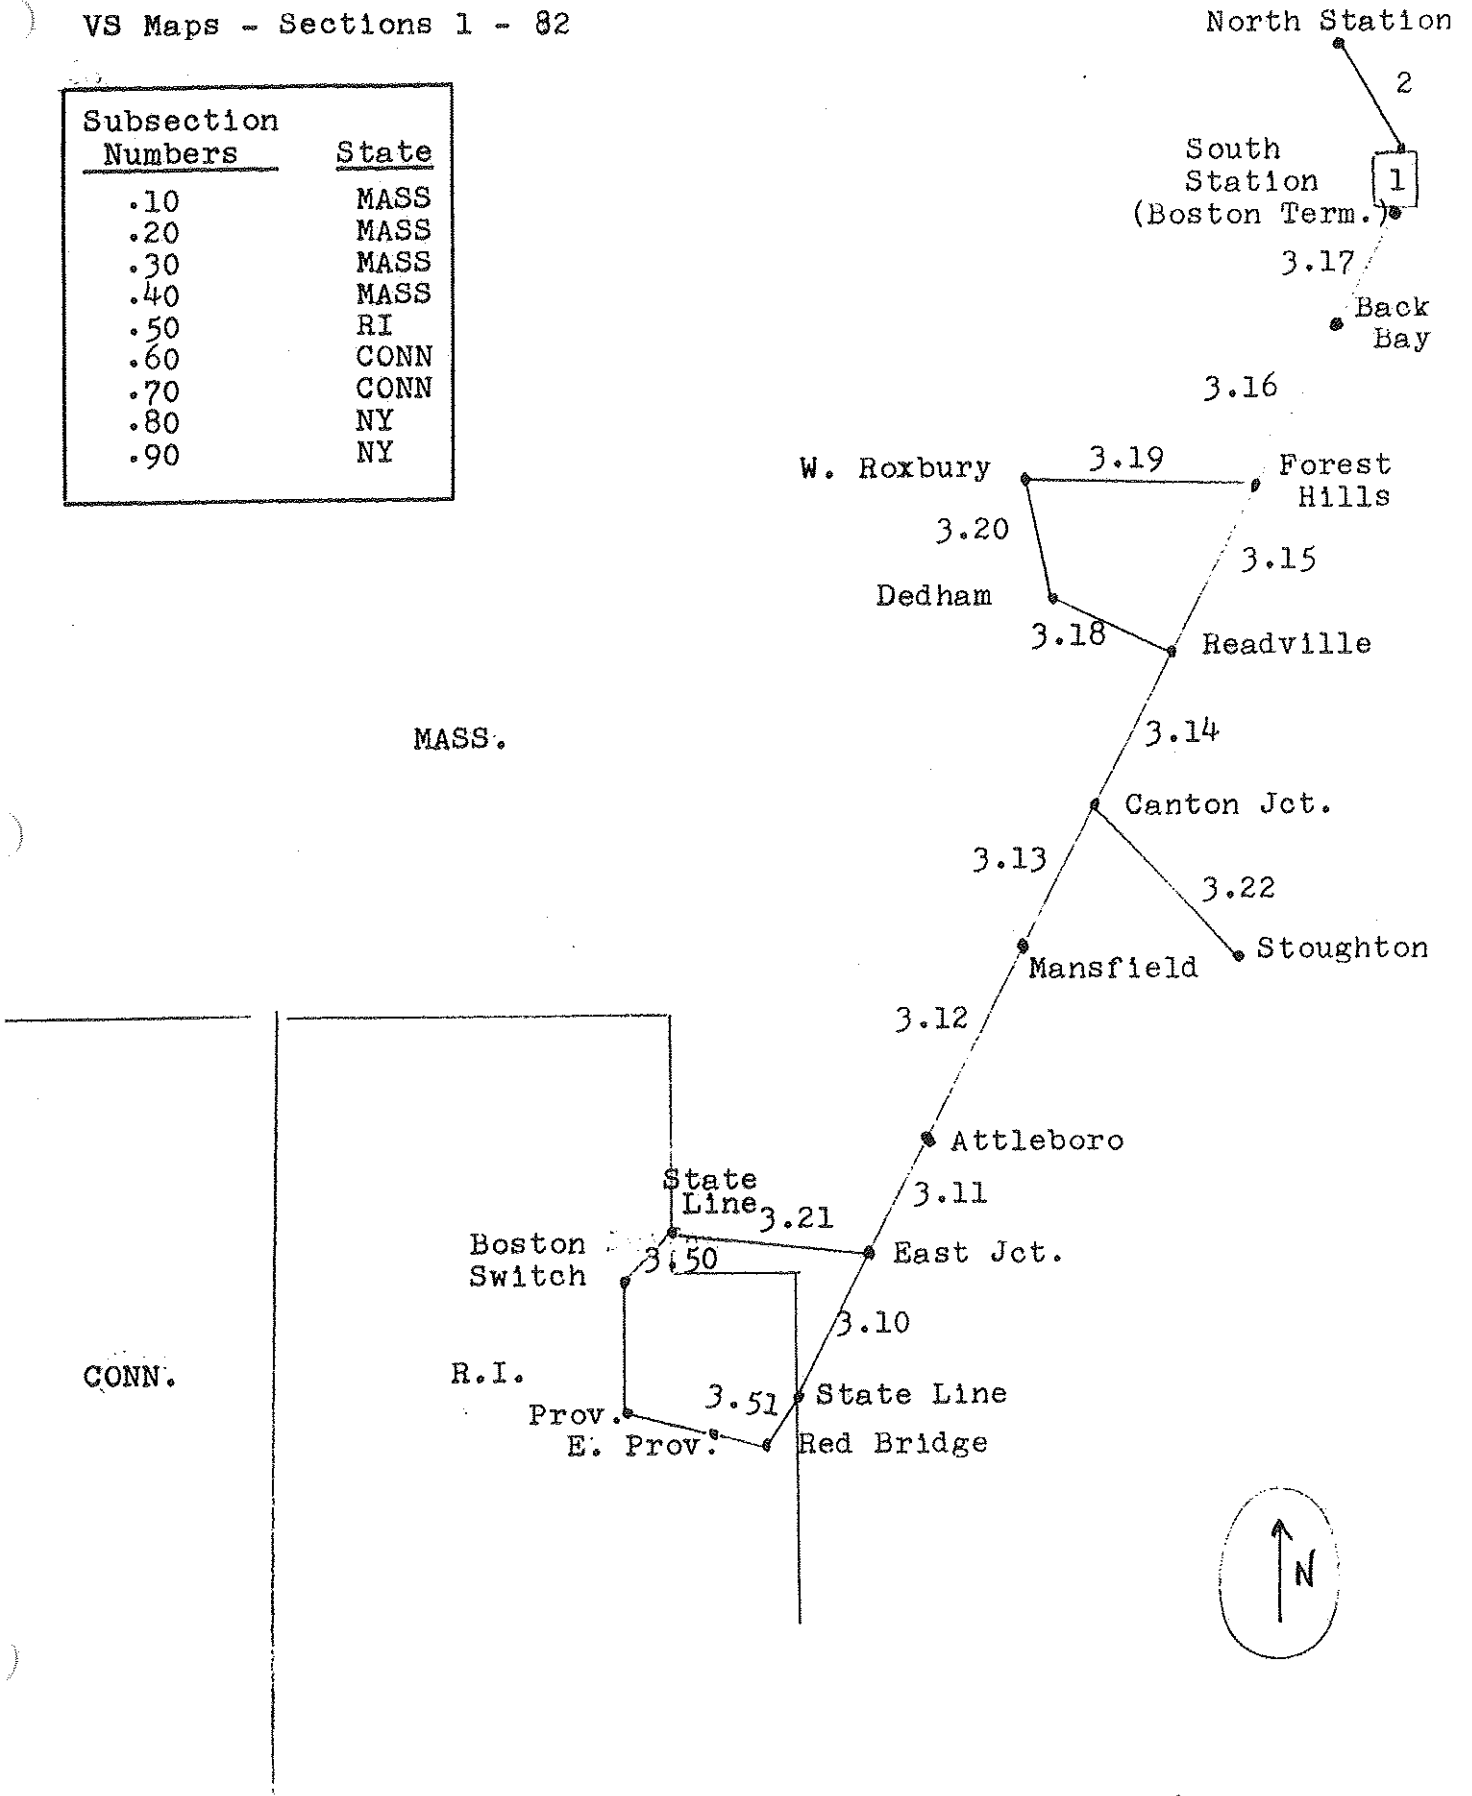 VS Maps - Sections 1 - 82
North Station
2
Subsection
Numbers State
.10 MASS
.20 MASS
.30 MASS
.40 MASS
.50 RI
.60 CONN
.70 CONN
.80 NY
.90 NY
South
Station
(Boston Term.)
1
3.17
Back
Bay
3.16
W. Roxbury
3.19
Forest
Hills
3.20
3.15
Dedham
3.18
Readville
MASS.
3.14
Canton Jct.
3.13
3.22
Stoughton
Mansfield
3.12
Attleboro
State
Line
3.11
3.21
Boston
Switch
3.50
East Jct.
3.10
CONN.
R.I.
3.51
State Line
Prov.
E. Prov.
Red Bridge
N